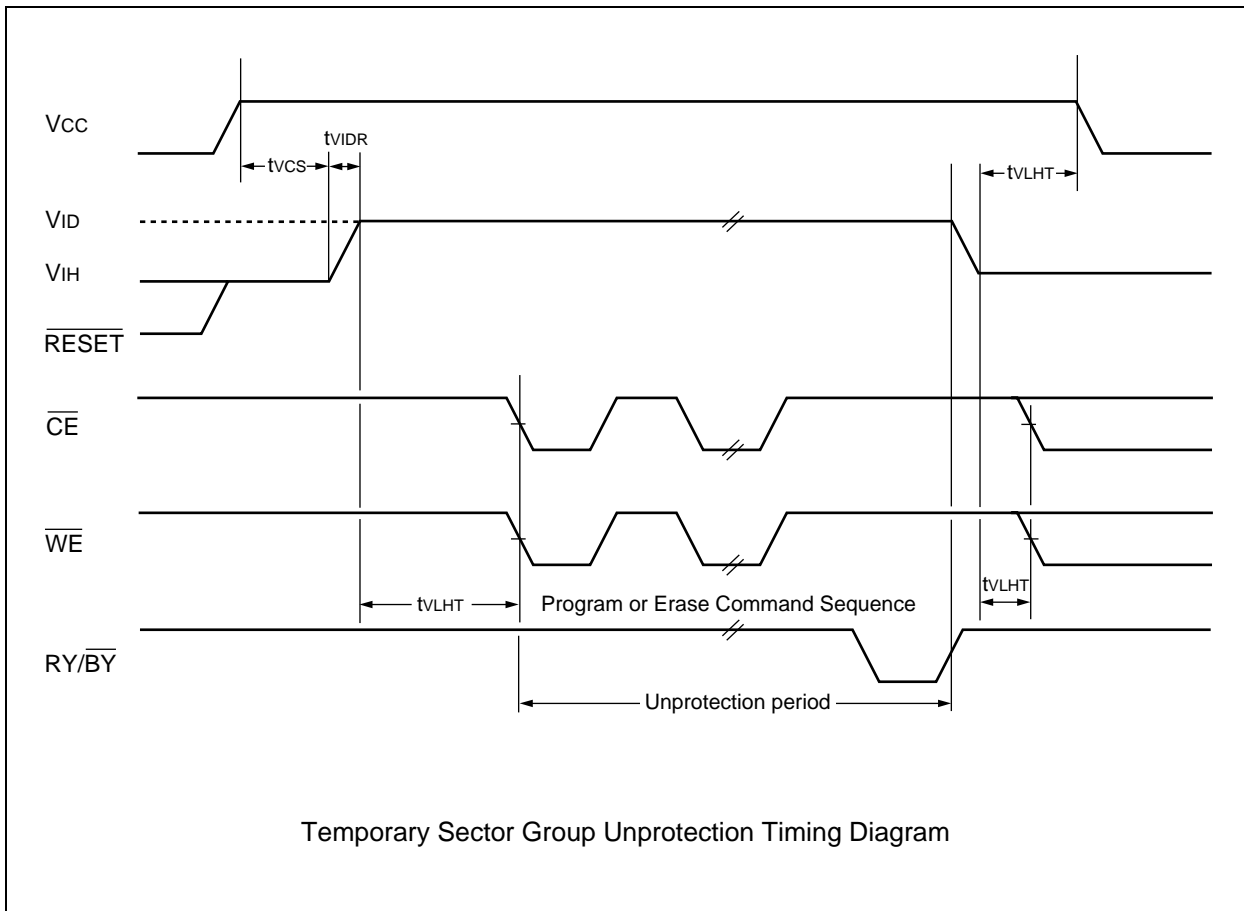 VCC
tVIDR
tVCS
tVLHT
VID
VIH
RESET
CE
WE
tVLHT
Program or Erase Command Sequence
tVLHT
RY/BY
Unprotection period
Temporary Sector Group Unprotection Timing Diagram